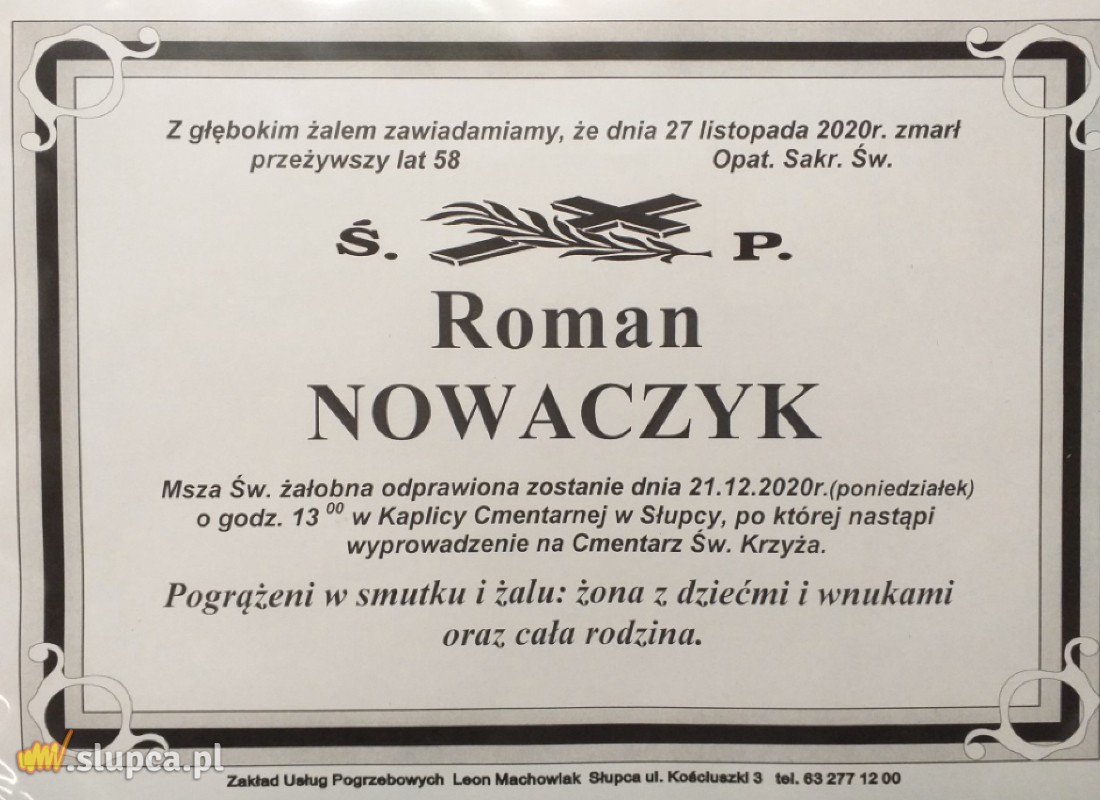 Z głębokim żalem zawiadamiamy, że dnia 27 listopada 2020r. zmarł
przeżywszy lat 58 Opat. Sakr. Św.
Ś. P.
Roman
NOWACZYK
Msza Św. żałobna odprawiona zostanie dnia 21.12.2020r.(poniedziałek)
o godz. 13 00 w Kaplicy Cmentarnej w Słupcy, po której nastąpi
wyprowadzenie na Cmentarz Św. Krzyża.
Pogrążeni w smutku i żalu: żona z dziećmi i wnukami
oraz cała rodzina.
www.slupca.pl
Zakład Usług Pogrzebowych Leon Machowiak Słupca ul. Kościuszki 3 tel. 63 277 12 00